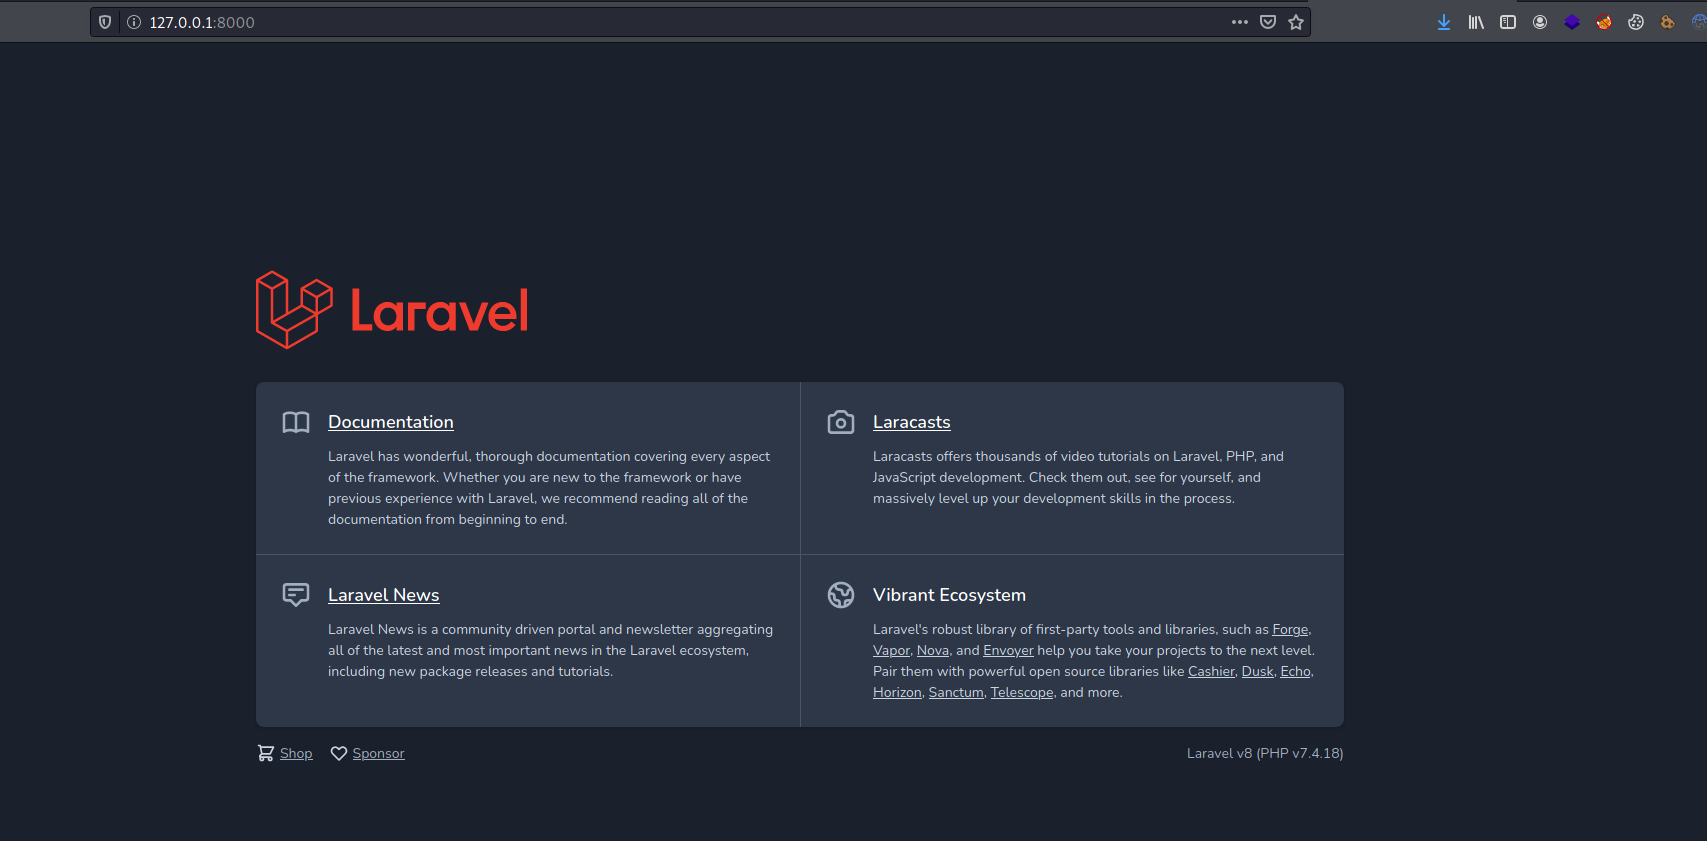 127.0.0.1:8000
Laravel
Documentation
Laravel has wonderful, thorough documentation covering every aspect
of the framework. Whether you are new to the framework or have
previous experience with Laravel, we recommend reading all of the
documentation from beginning to end.
Laracasts
Laracasts offers thousands of video tutorials on Laravel, PHP, and
JavaScript development. Check them out, see for yourself, and
massively level up your development skills in the process.
Laravel News
Laravel News is a community driven portal and newsletter aggregating
all of the latest and most important news in the Laravel ecosystem,
including new package releases and tutorials.
Vibrant Ecosystem
Laravel's robust library of first-party tools and libraries, such as Forge,
Vapor, Nova, and Envoyer help you take your projects to the next level.
Pair them with powerful open source libraries like Cashier, Dusk, Echo,
Horizon, Sanctum, Telescope, and more.
Shop Sponsor
Laravel v8 (PHP v7.4.18)